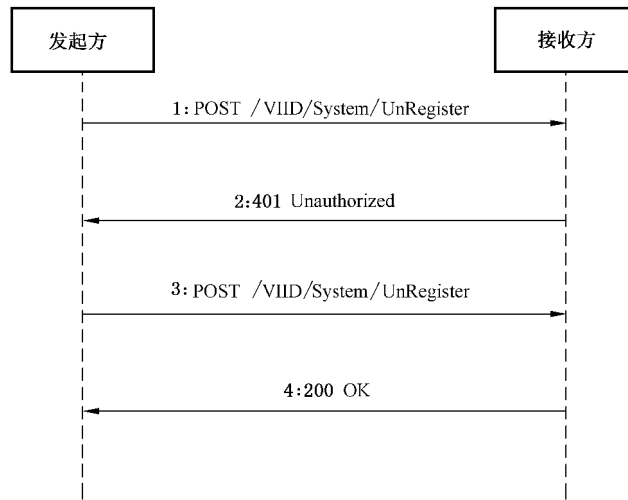 发起方
接收方
1: POST /VIID/System/UnRegister
2:401 Unauthorized
3: POST /VIID/System/UnRegister
4:200 OK